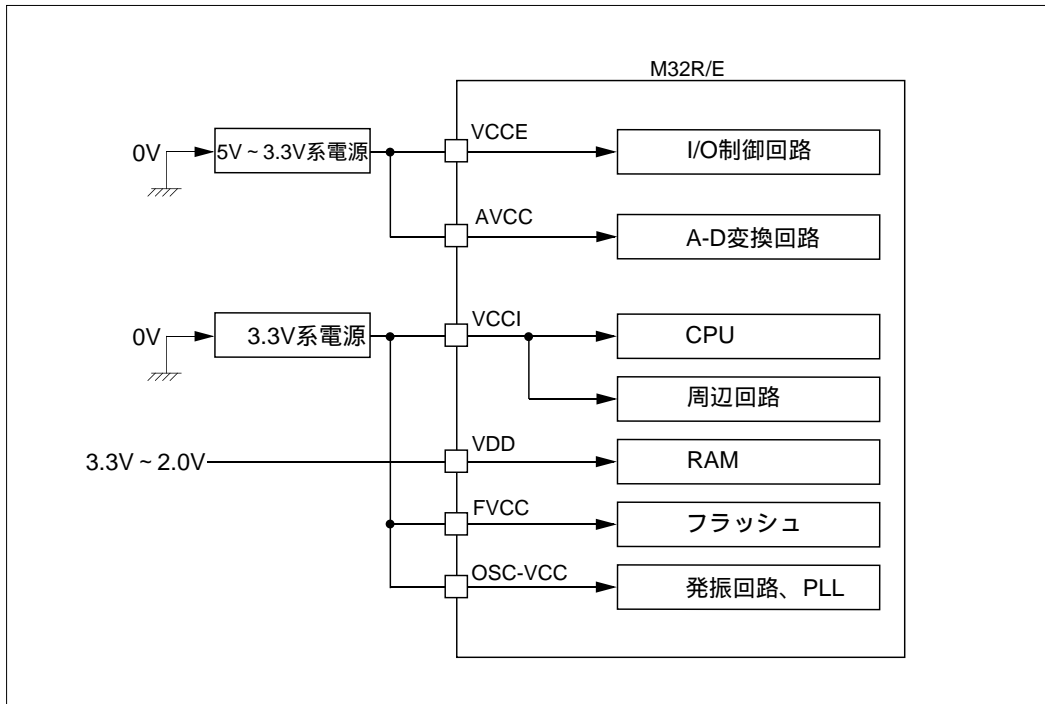 M32R/E
VCCE
0V
5V ~ 3.3V系電源
I/O制御回路
AVCC
A-D変換回路
VCCI
0V
3.3V系電源
CPU
周辺回路
VDD
3.3V ~ 2.0V
RAM
FVCC
フラッシュ
OSC-VCC
発振回路、PLL